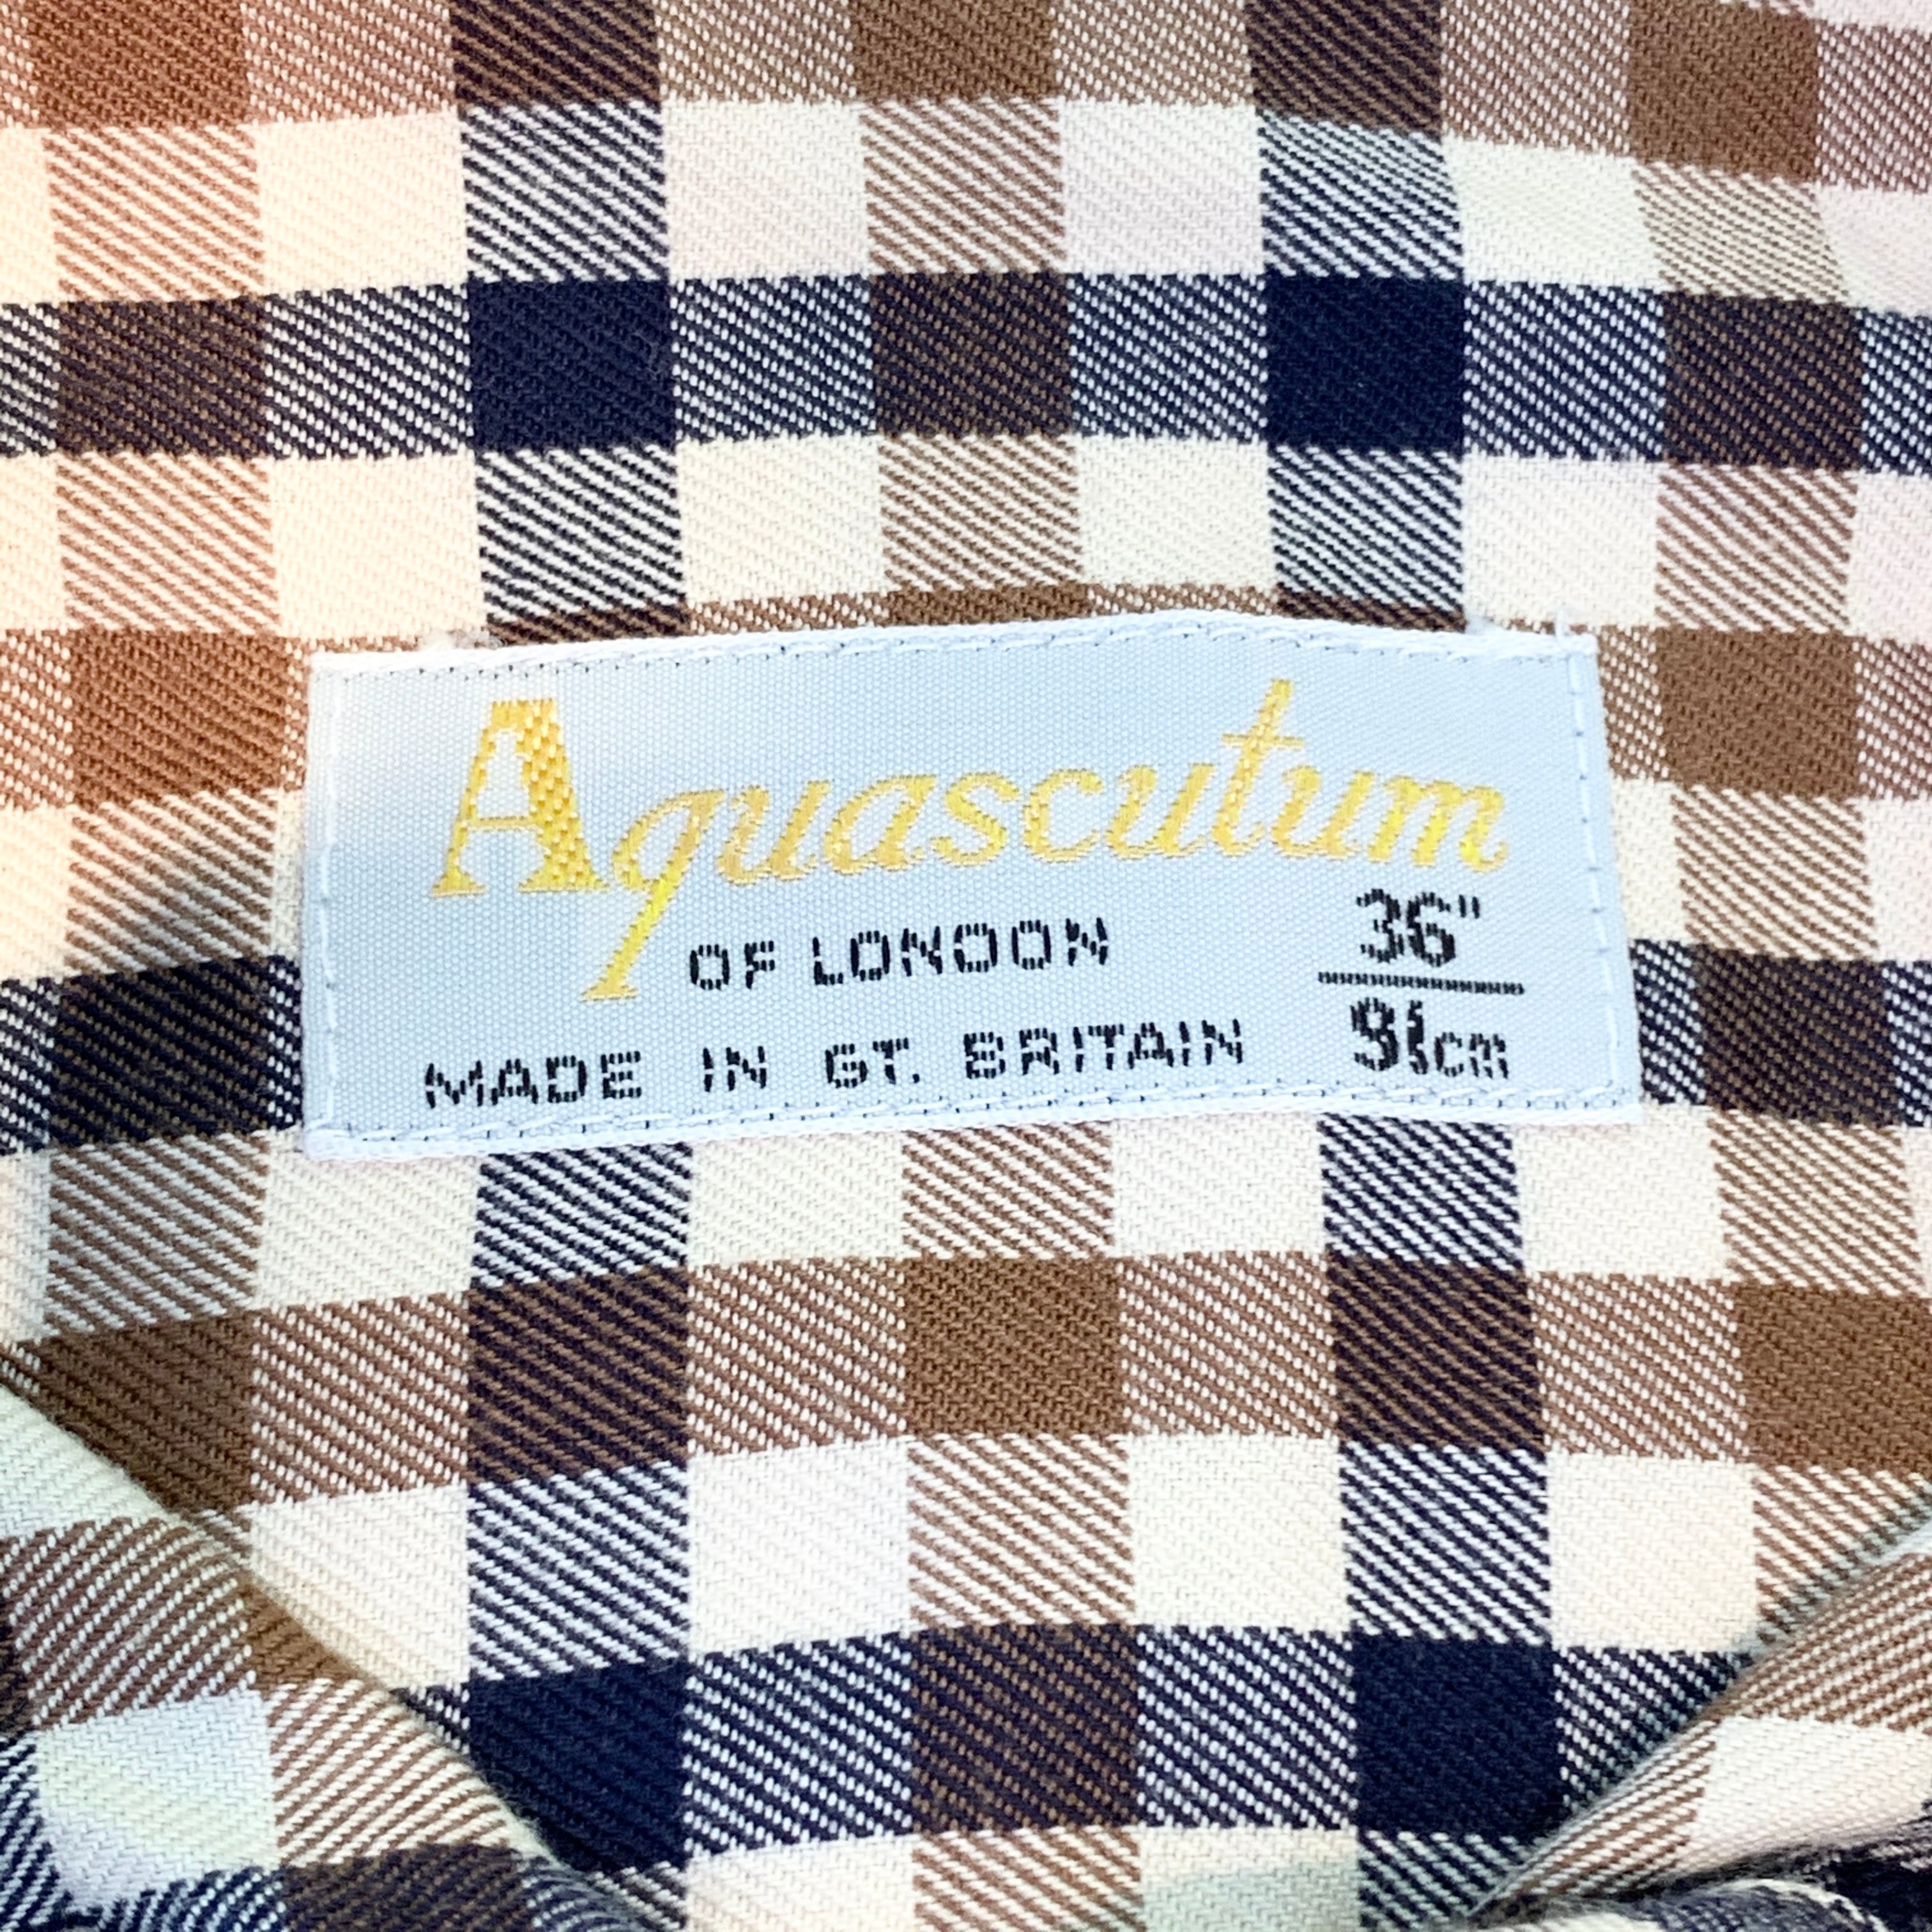 Aquascutum
OF LONDON
36"
MADE IN GT. BRITAIN
91cm